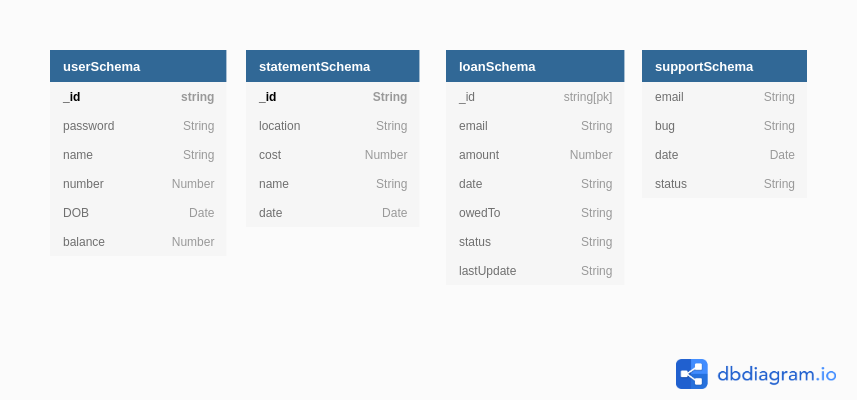 userSchema
_id string
password String
name String
number Number
DOB Date
balance Number
statementSchema
_id String
location String
cost Number
name String
date Date
loanSchema
_id string[pk]
email String
amount Number
date String
owedTo String
status String
lastUpdate String
supportSchema
email String
bug String
date Date
status String
dbdiagram.io